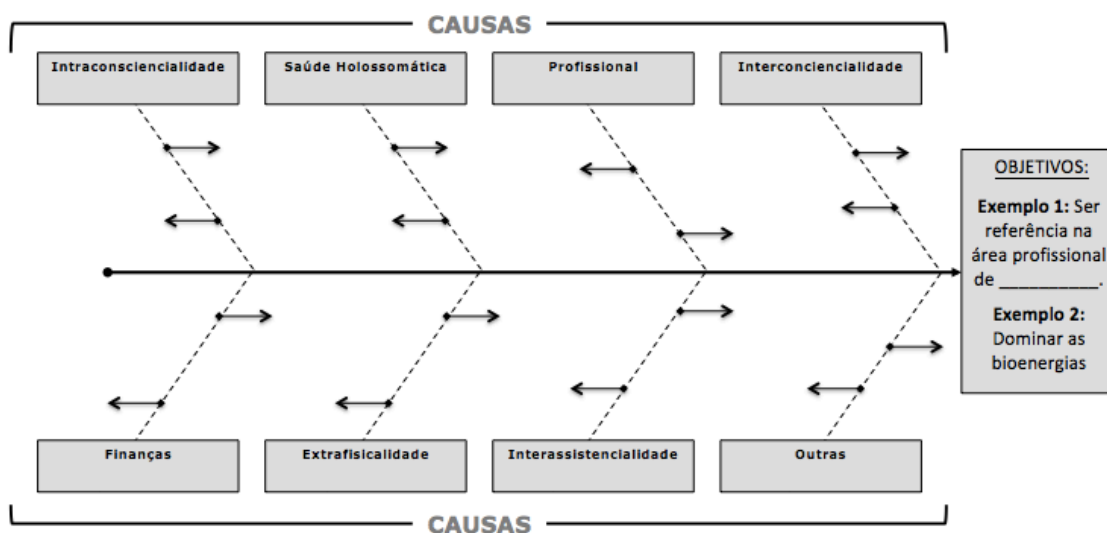 CAUSAS
Intraconsciencialidade
Saúde Holossomática
Profissional
Interconciencialidade
OBJETIVOS:
Exemplo 1: Ser
referência na
área profissional
de __________.
Exemplo 2:
Dominar as
bioenergias
Finanças
Extrafisicalidade
Interassistencialidade
Outras
CAUSAS